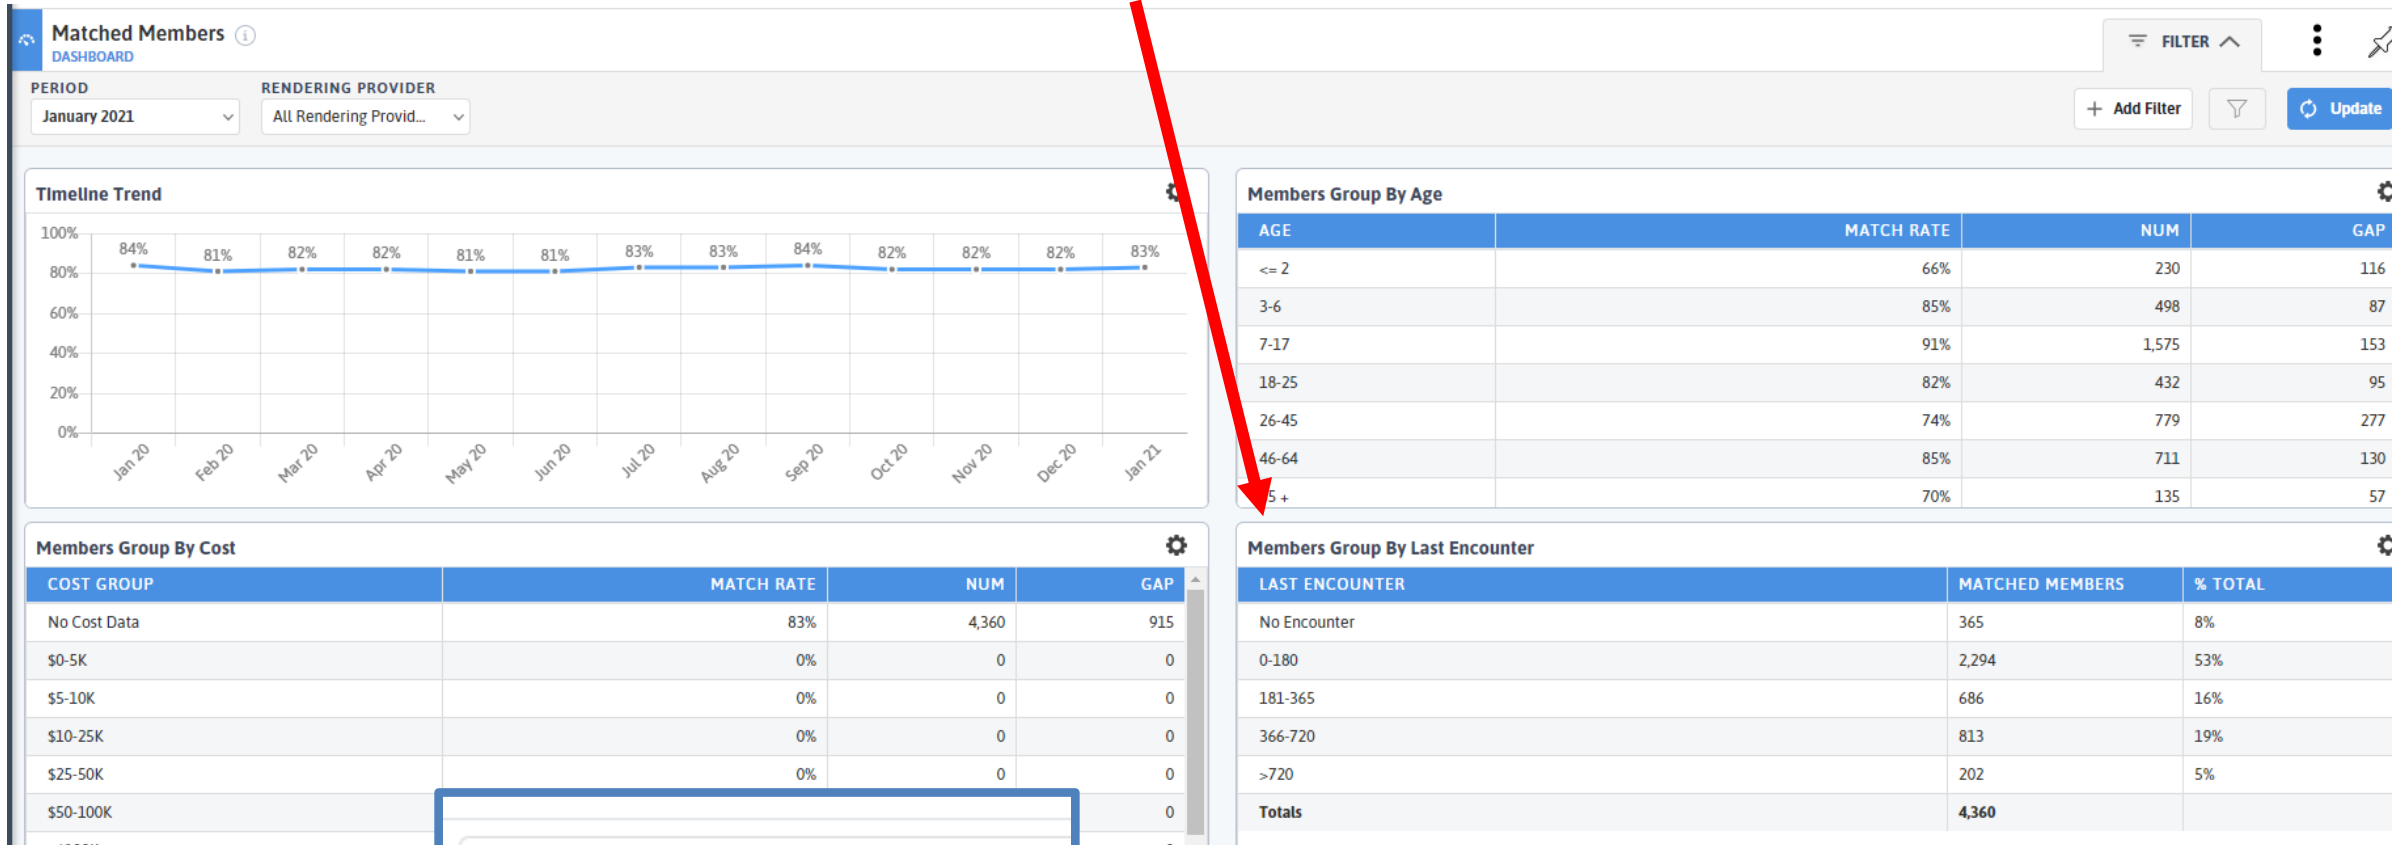 Matched Members
DASHBOARD
FILTER
PERIOD
RENDERING PROVIDER
January 2021
All Rendering Provid...
+ Add Filter
Update
Timeline Trend
100%
80%
60%
40%
20%
0%
84% 81% 82% 82% 81% 81% 83% 83% 84% 82% 82% 82% 83%
Jan 20 Feb 20 Mar 20 Apr 20 May 20 Jun 20 Jul 20 Aug 20 Sep 20 Oct 20 Nov 20 Dec 20 Jan 21
Members Group By Age
AGE MATCH RATE NUM GAP
<= 2 66% 230 116
3-6 85% 498 87
7-17 91% 1,575 153
18-25 82% 432 95
26-45 74% 779 277
46-64 85% 711 130
5 + 70% 135 57
Members Group By Cost
COST GROUP MATCH RATE NUM GAP
No Cost Data 83% 4,360 915
$0-5K 0% 0 0
$5-10K 0% 0 0
$10-25K 0% 0 0
$25-50K 0% 0 0
$50-100K 0
Members Group By Last Encounter
LAST ENCOUNTER MATCHED MEMBERS % TOTAL
No Encounter 365 8%
0-180 2,294 53%
181-365 686 16%
366-720 813 19%
>720 202 5%
Totals 4,360